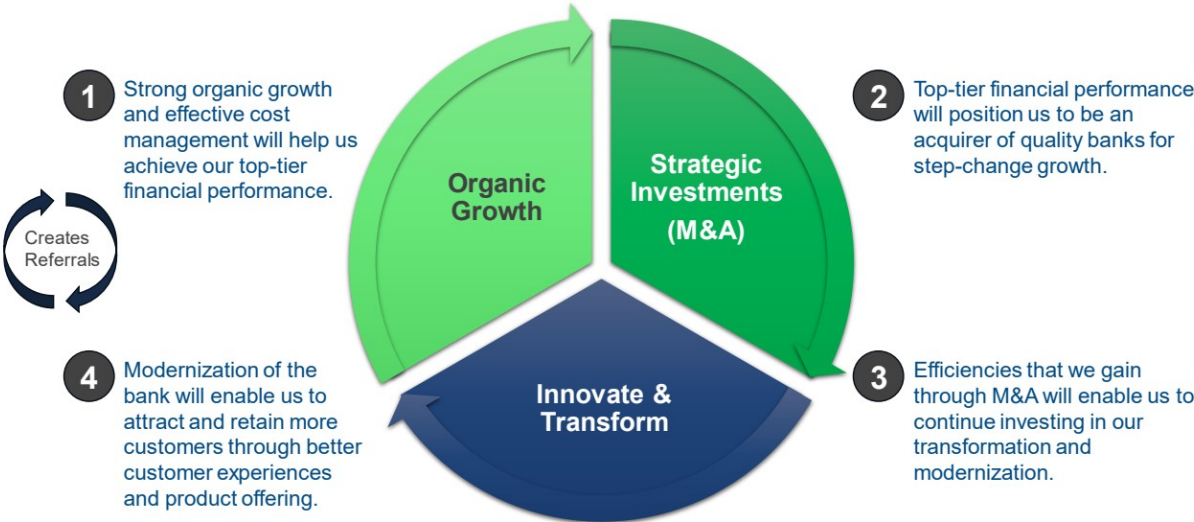 1
Strong organic growth
and effective cost
management will help us
achieve our top-tier
financial performance.
Organic
Growth
Strategic
Investments
(M&A)
2
Top-tier financial performance
will position us to be an
acquirer of quality banks for
step-change growth.
Creates
Referrals
4
Modernization of the
bank will enable us to
attract and retain more
customers through better
customer experiences
and product offering.
Innovate &
Transform
3
Efficiencies that we gain
through M&A will enable us to
continue investing in our
transformation and
modernization.